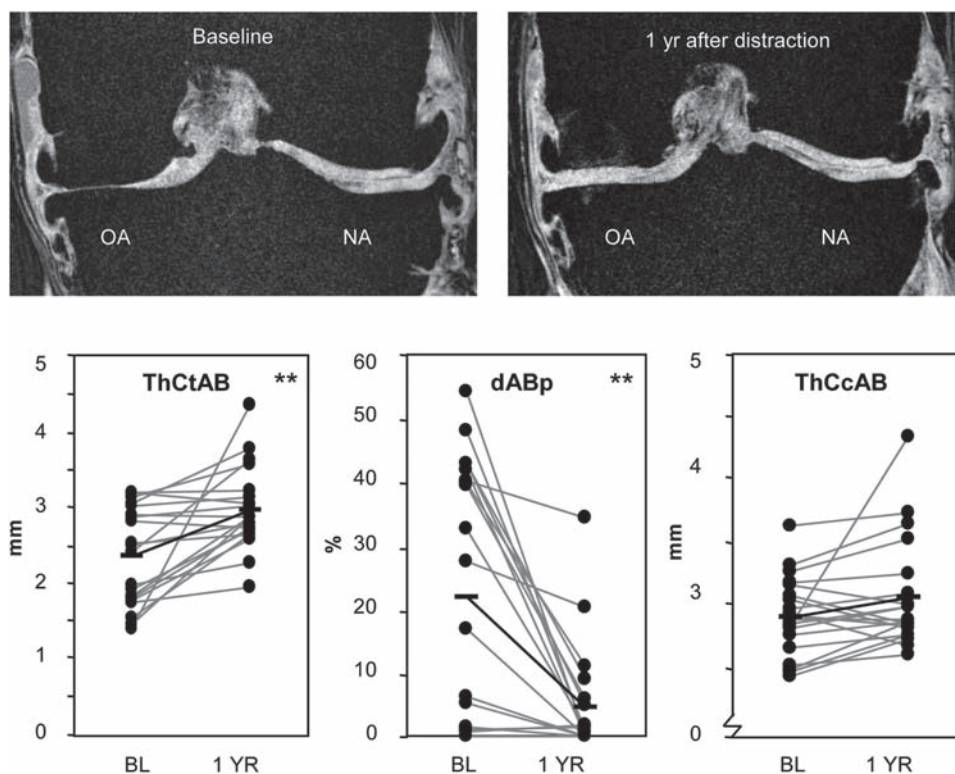 Baseline
OA
NA
1 yr after distraction
OA
NA
ThCtAB **
mm
5
4
3
2
1
0
BL 1 YR
dABp **
%
60
50
40
30
20
10
0
BL 1 YR
ThCcAB
mm
5
4
3
0
BL 1 YR